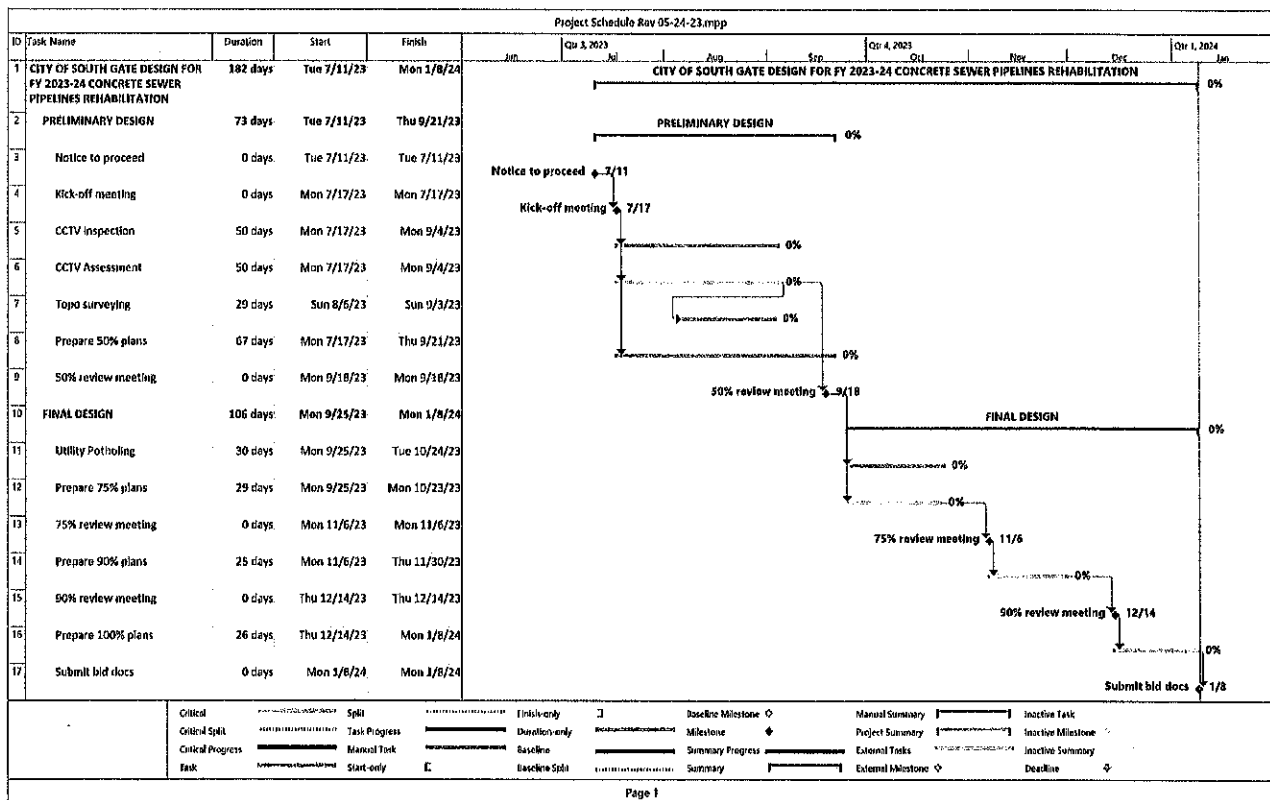 Project Schedule Rev 05-24-23.mpp
ID Task Name Duration Start Finish Jun Qtr 3, 2023 Jul Aug Sep Qtr 4, 2023 Oct Nov Dec Qtr 1, 2024 Jan
1 CITY OF SOUTH GATE DESIGN FOR FY 2023-24 CONCRETE SEWER PIPELINES REHABILITATION 182 days Tue 7/11/23 Mon 1/8/24 CITY OF SOUTH GATE DESIGN FOR FY 2023-24 CONCRETE SEWER PIPELINES REHABILITATION 0%
2 PRELIMINARY DESIGN 73 days Tue 7/11/23 Thu 9/21/23 PRELIMINARY DESIGN 0%
3 Notice to proceed 0 days Tue 7/11/23 Tue 7/11/23 Notice to proceed 7/11
4 Kick-off meeting 0 days Mon 7/17/23 Mon 7/17/23 Kick-off meeting 7/17
5 CCTV inspection 50 days Mon 7/17/23 Mon 9/4/23 0%
6 CCTV Assessment 50 days Mon 7/17/23 Mon 9/4/23 0%
7 Topo surveying 29 days Sun 8/6/23 Sun 9/3/23 0%
8 Prepare 50% plans 67 days Mon 7/17/23 Thu 9/21/23 0%
9 50% review meeting 0 days Mon 9/18/23 Mon 9/18/23 50% review meeting 9/18
10 FINAL DESIGN 106 days Mon 9/25/23 Mon 1/8/24 FINAL DESIGN 0%
11 Utility Potholing 30 days Mon 9/25/23 Tue 10/24/23 0%
12 Prepare 75% plans 29 days Mon 9/25/23 Mon 10/23/23 0%
13 75% review meeting 0 days Mon 11/6/23 Mon 11/6/23 75% review meeting 11/6
14 Prepare 90% plans 25 days Mon 11/6/23 Thu 11/30/23 0%
15 90% review meeting 0 days Thu 12/14/23 Thu 12/14/23 90% review meeting 12/14
16 Prepare 100% plans 26 days Thu 12/14/23 Mon 1/8/24 0%
17 Submit bid docs 0 days Mon 1/8/24 Mon 1/8/24 Submit bid docs 1/8
Critical Split Finish-only Baseline Milestone Manual Summary Inactive Task
Critical Split Task Progress Duration-only Milestone Project Summary Inactive Milestone
Critical Progress Manual Task Baseline Summary Progress External Tasks Inactive Summary
Task Start-only Baseline Split Summary External Milestone Deadline
Page 1